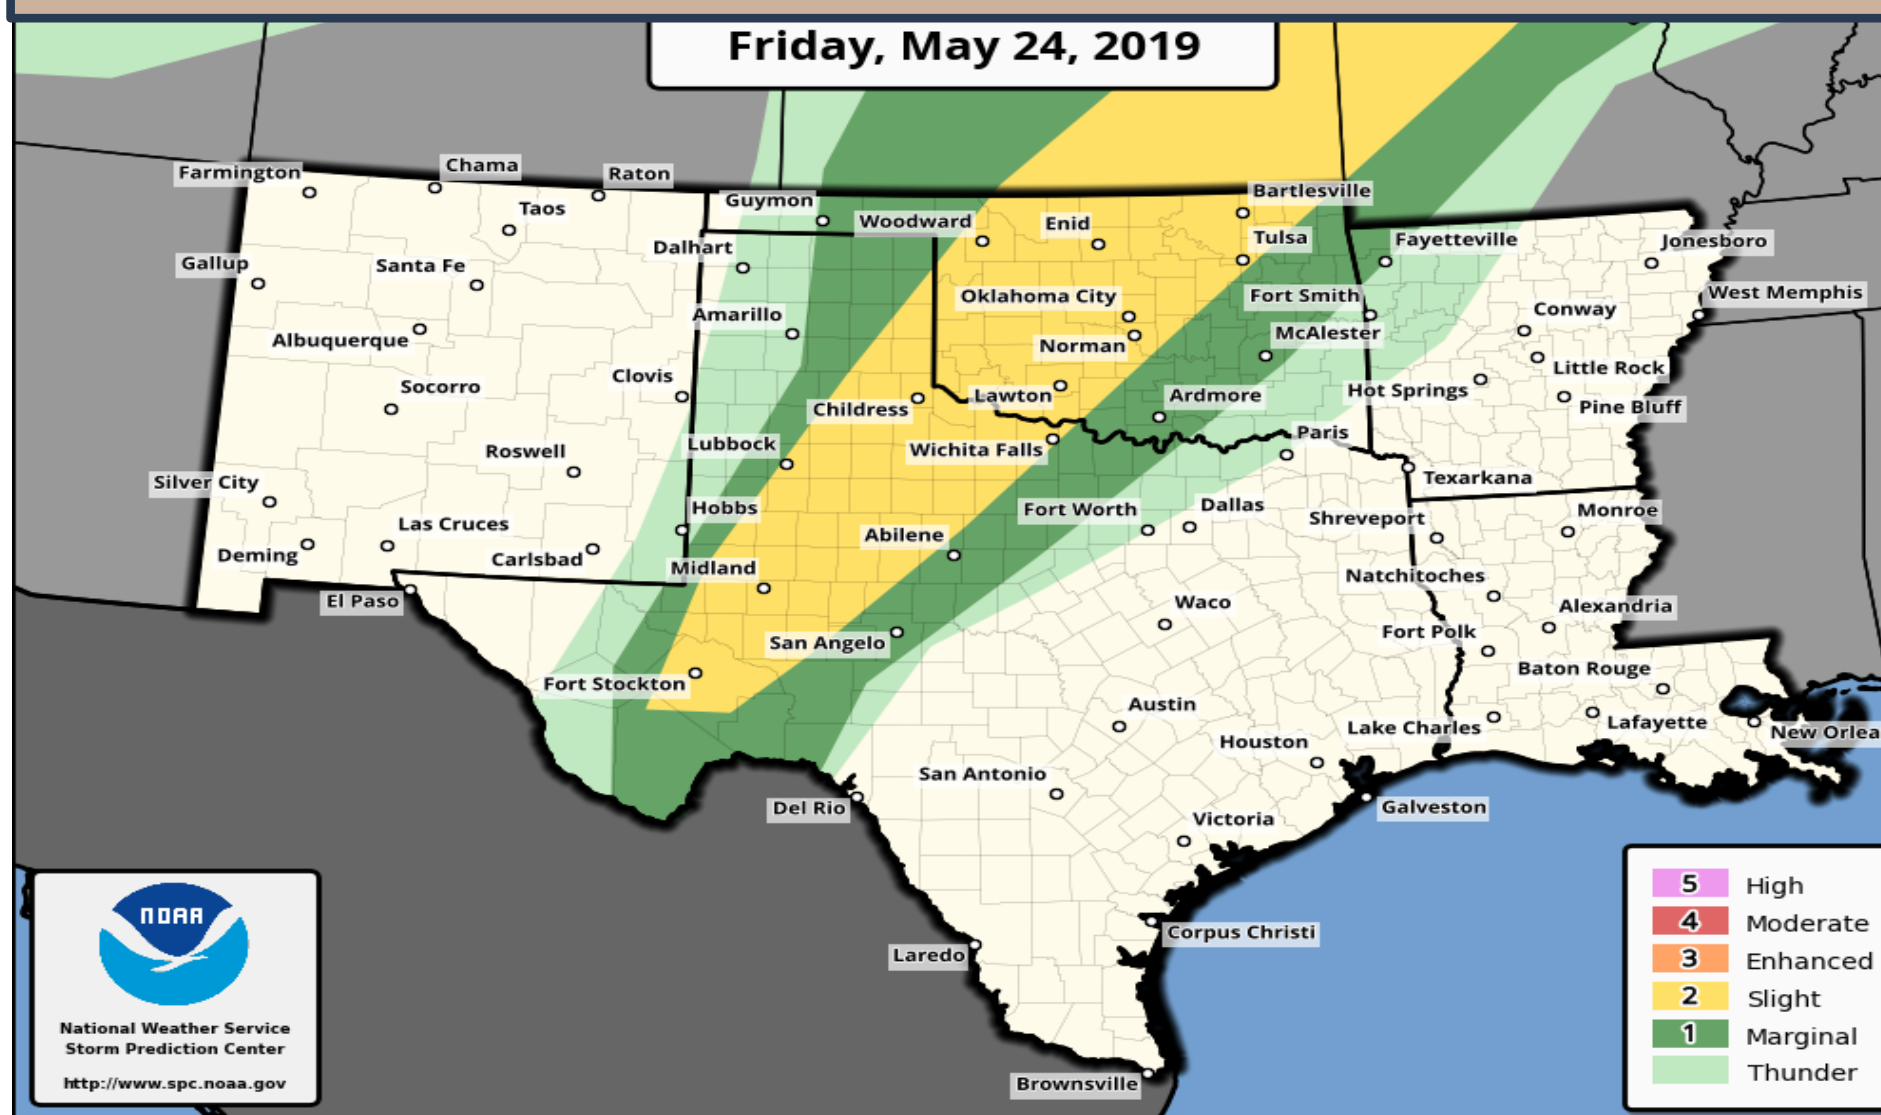 Friday, May 24, 2019
Farmington
Chama
Raton
Taos
Guymon
Woodward
Enid
Bartlesville
Gallup
Santa Fe
Dalhart
Tulsa
Fayetteville
Jonesboro
Albuquerque
Amarillo
Oklahoma City
Fort Smith
West Memphis
Norman
McAlester
Conway
Socorro
Clovis
Childress
Lawton
Ardmore
Hot Springs
Little Rock
Pine Bluff
Roswell
Lubbock
Wichita Falls
Paris
Texarkana
Silver City
Hobbs
Fort Worth
Dallas
Shreveport
Monroe
Las Cruces
Deming
Carlsbad
Midland
Abilene
Natchitoches
El Paso
Waco
Alexandria
San Angelo
Fort Polk
Fort Stockton
Baton Rouge
Austin
Lake Charles
Lafayette
New Orlea
Houston
San Antonio
Del Rio
Galveston
Victoria
Corpus Christi
Laredo
Brownsville
NOAA
National Weather Service
Storm Prediction Center
http://www.spc.noaa.gov
5 High
4 Moderate
3 Enhanced
2 Slight
1 Marginal
Thunder